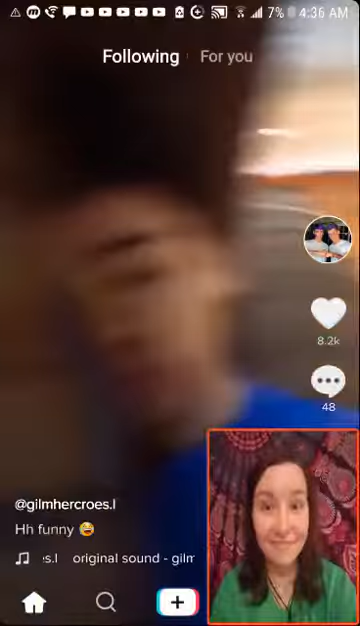 7% 4:36 AM
Following For you
8.2k
48
@gilmhercroes.l
Hh funny 😂
s.l original sound - gilm